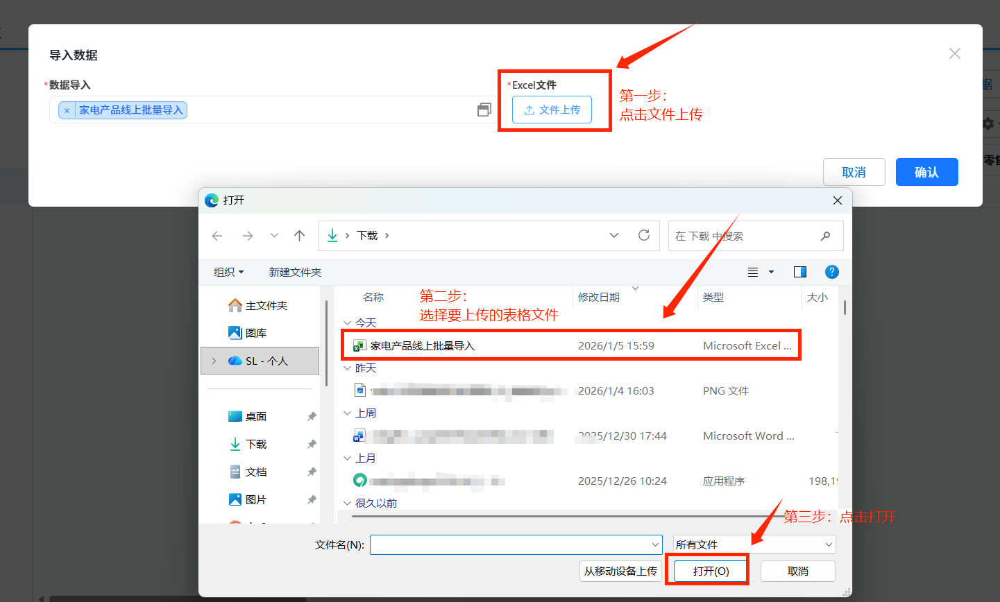 导入数据
*数据导入
× 家电产品线上批量导入
*Excel文件
文件上传
第一步：
点击文件上传
据
零售
取消
确认
打开
下载
在 下载 中搜索
组织
新建文件夹
主文件夹
图库
SL - 个人
桌面
下载
文档
图片
第二步：
选择要上传的表格文件
名称 修改日期 类型 大小
今天
家电产品线上批量导入 2026/1/5 15:59 Microsoft Excel ...
昨天
2026/1/4 16:03 PNG 文件
上周
2025/12/30 17:44 Microsoft Word ...
上月
2025/12/26 10:24 应用程序 198,1
很久以前
第三步：点击打开
文件名(N):
所有文件
从移动设备上传
打开(O)
取消